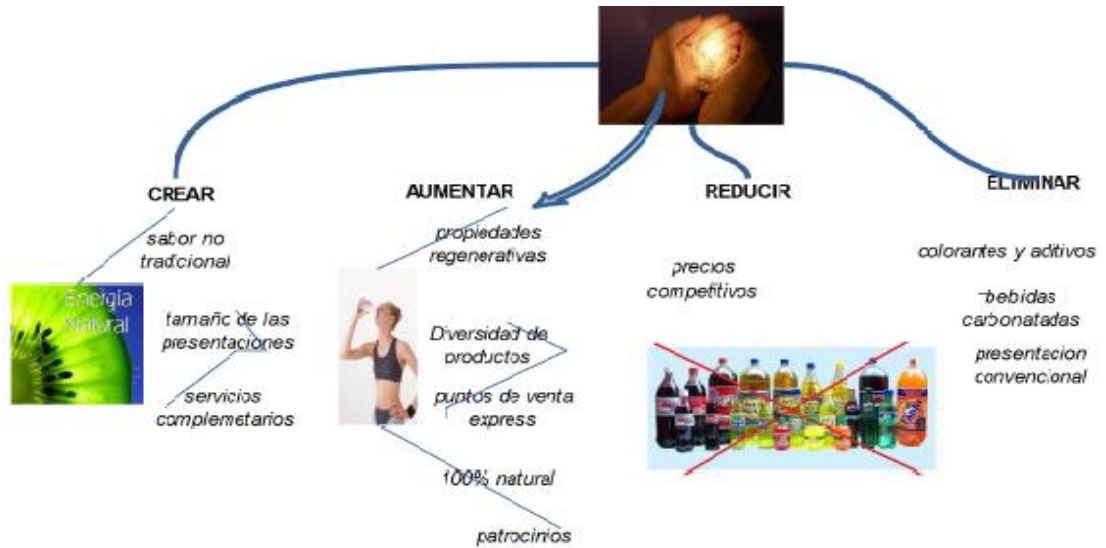 CREAR
AUMENTAR
REDUCIR
ELIMINAR
sabor no
tradicional
Energía
Natural
tamaño de las
presentaciones
servicios
complemetarios
propiedades
regenerativas
Diversidad de
productos
puntos de venta
express
100% natural
patrocinios
precios
competitivos
colorantes y aditivos
bebidas
carbonatadas
presentacion
convencional